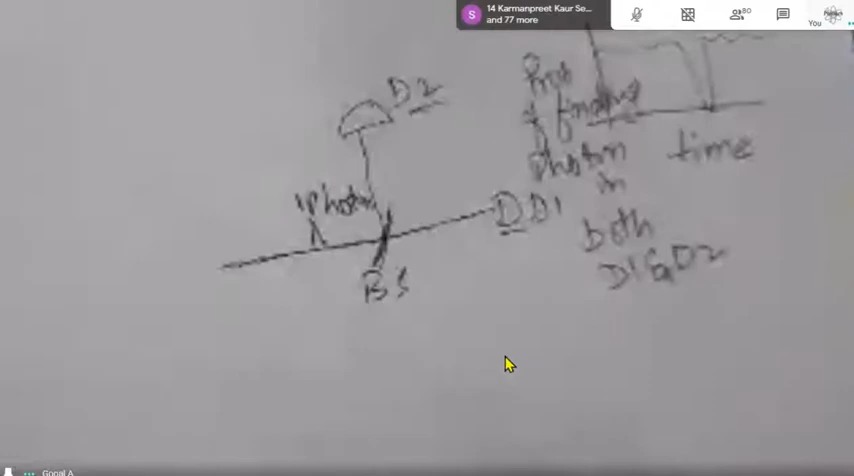 14 Karmanpreet Kaur Se...
and 77 more
80
You
D2
1 Photon
D D1
BS
Prob
of finding
Photon
in
both
D1 & D2
time
Gopal A